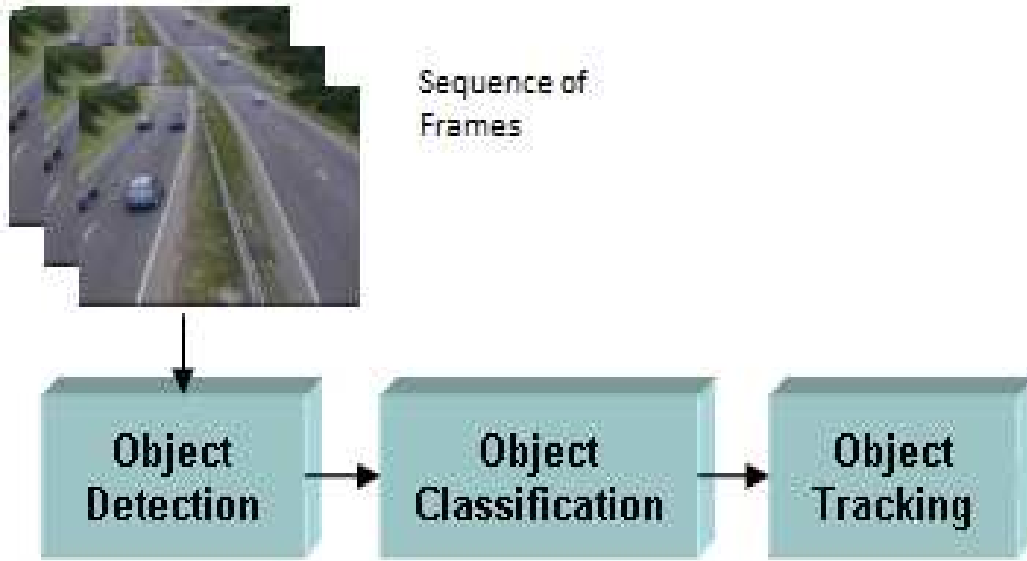 Sequence of
Frames
Object
Detection
Object
Classification
Object
Tracking